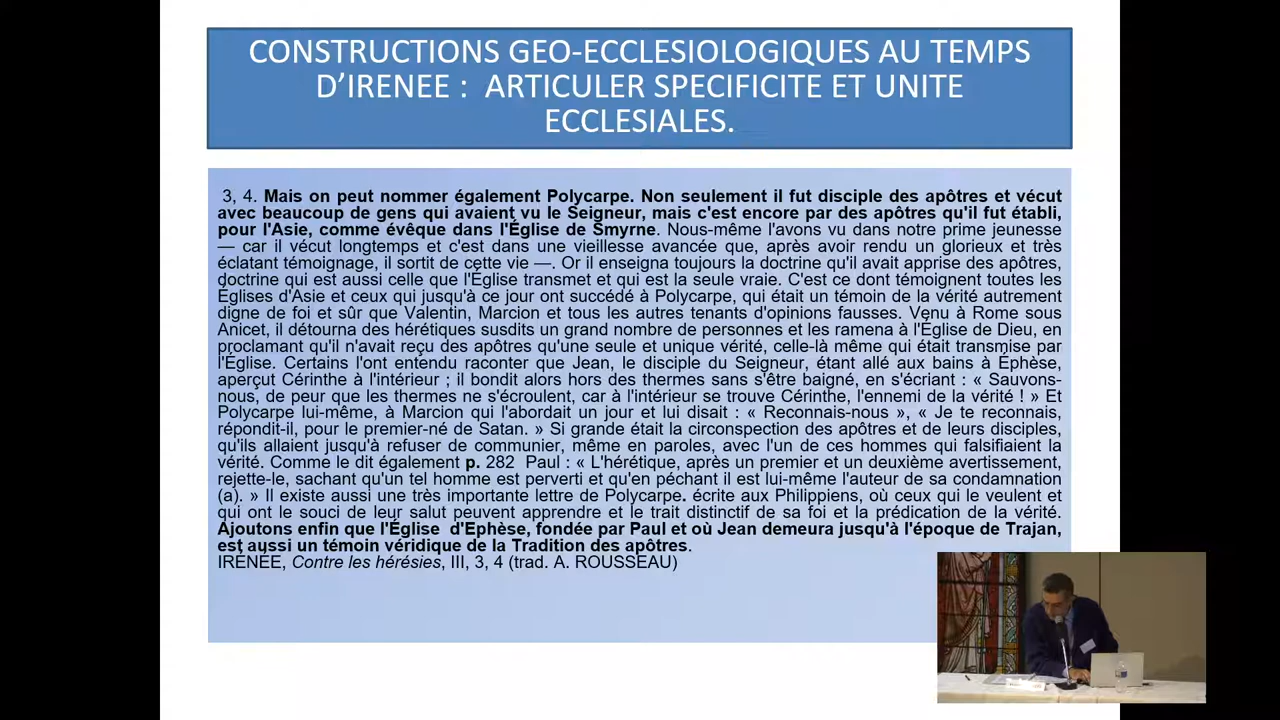 CONSTRUCTIONS GEO-ECCLESIOLOGIQUES AU TEMPS
D’IRENEE : ARTICULER SPECIFICITE ET UNITE
ECCLESIALES.
3, 4. Mais on peut nommer également Polycarpe. Non seulement il fut disciple des apôtres et vécut
avec beaucoup de gens qui avaient vu le Seigneur, mais c'est encore par des apôtres qu'il fut établi,
pour l'Asie, comme évêque dans l'Église de Smyrne. Nous-même l'avons vu dans notre prime jeunesse
— car il vécut longtemps et c'est dans une vieillesse avancée que, après avoir rendu un glorieux et très
éclatant témoignage, il sortit de cette vie —. Or il enseigna toujours la doctrine qu'il avait apprise des apôtres,
doctrine qui est aussi celle que l'Église transmet et qui est la seule vraie. C'est ce dont témoignent toutes les
Églises d'Asie et ceux qui jusqu'à ce jour ont succédé à Polycarpe, qui était un témoin de la vérité autrement
digne de foi et sûr que Valentin, Marcion et tous les autres tenants d'opinions fausses. Venu à Rome sous
Anicet, il détourna des hérétiques susdits un grand nombre de personnes et les ramena à l'Église de Dieu, en
proclamant qu'il n'avait reçu des apôtres qu'une seule et unique vérité, celle-là même qui était transmise par
l'Église. Certains l'ont entendu raconter que Jean, le disciple du Seigneur, étant allé aux bains à Éphèse,
aperçut Cérinthe à l'intérieur ; il bondit alors hors des thermes sans s'être baigné, en s'écriant : « Sauvons-
nous, de peur que les thermes ne s'écroulent, car à l'intérieur se trouve Cérinthe, l'ennemi de la vérité ! » Et
Polycarpe lui-même, à Marcion qui l'abordait un jour et lui disait : « Reconnais-nous », « Je te reconnais,
répondit-il, pour le premier-né de Satan. » Si grande était la circonspection des apôtres et de leurs disciples,
qu'ils allaient jusqu'à refuser de communier, même en paroles, avec l'un de ces hommes qui falsifiaient la
vérité. Comme le dit également p. 282 Paul : « L'hérétique, après un premier et un deuxième avertissement,
rejette-le, sachant qu'un tel homme est perverti et qu'en péchant il est lui-même l'auteur de sa condamnation
(a). » Il existe aussi une très importante lettre de Polycarpe. écrite aux Philippiens, où ceux qui le veulent et
qui ont le souci de leur salut peuvent apprendre et le trait distinctif de sa foi et la prédication de la vérité.
Ajoutons enfin que l'Église d'Ephèse, fondée par Paul et où Jean demeura jusqu'à l'époque de Trajan,
est aussi un témoin véridique de la Tradition des apôtres.
IRENEE, Contre les hérésies, III, 3, 4 (trad. A. ROUSSEAU)